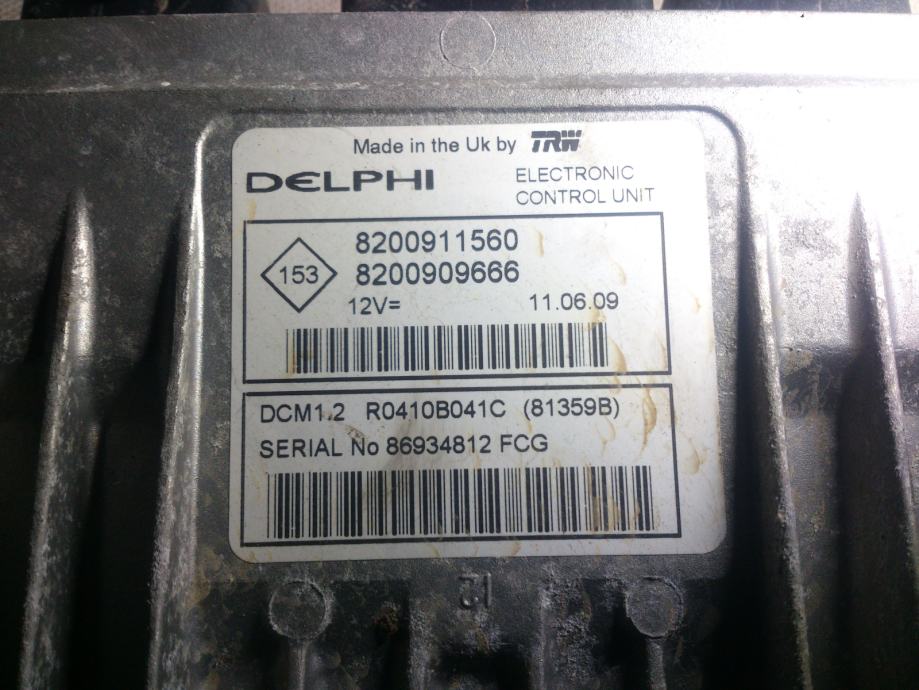 Made in the Uk by TRW
DELPHI
ELECTRONIC
CONTROL UNIT
153
8200911560
8200909666
12V= 11.06.09
DCM1.2 R0410B041C (81359B)
SERIAL No 86934812 FCG
12